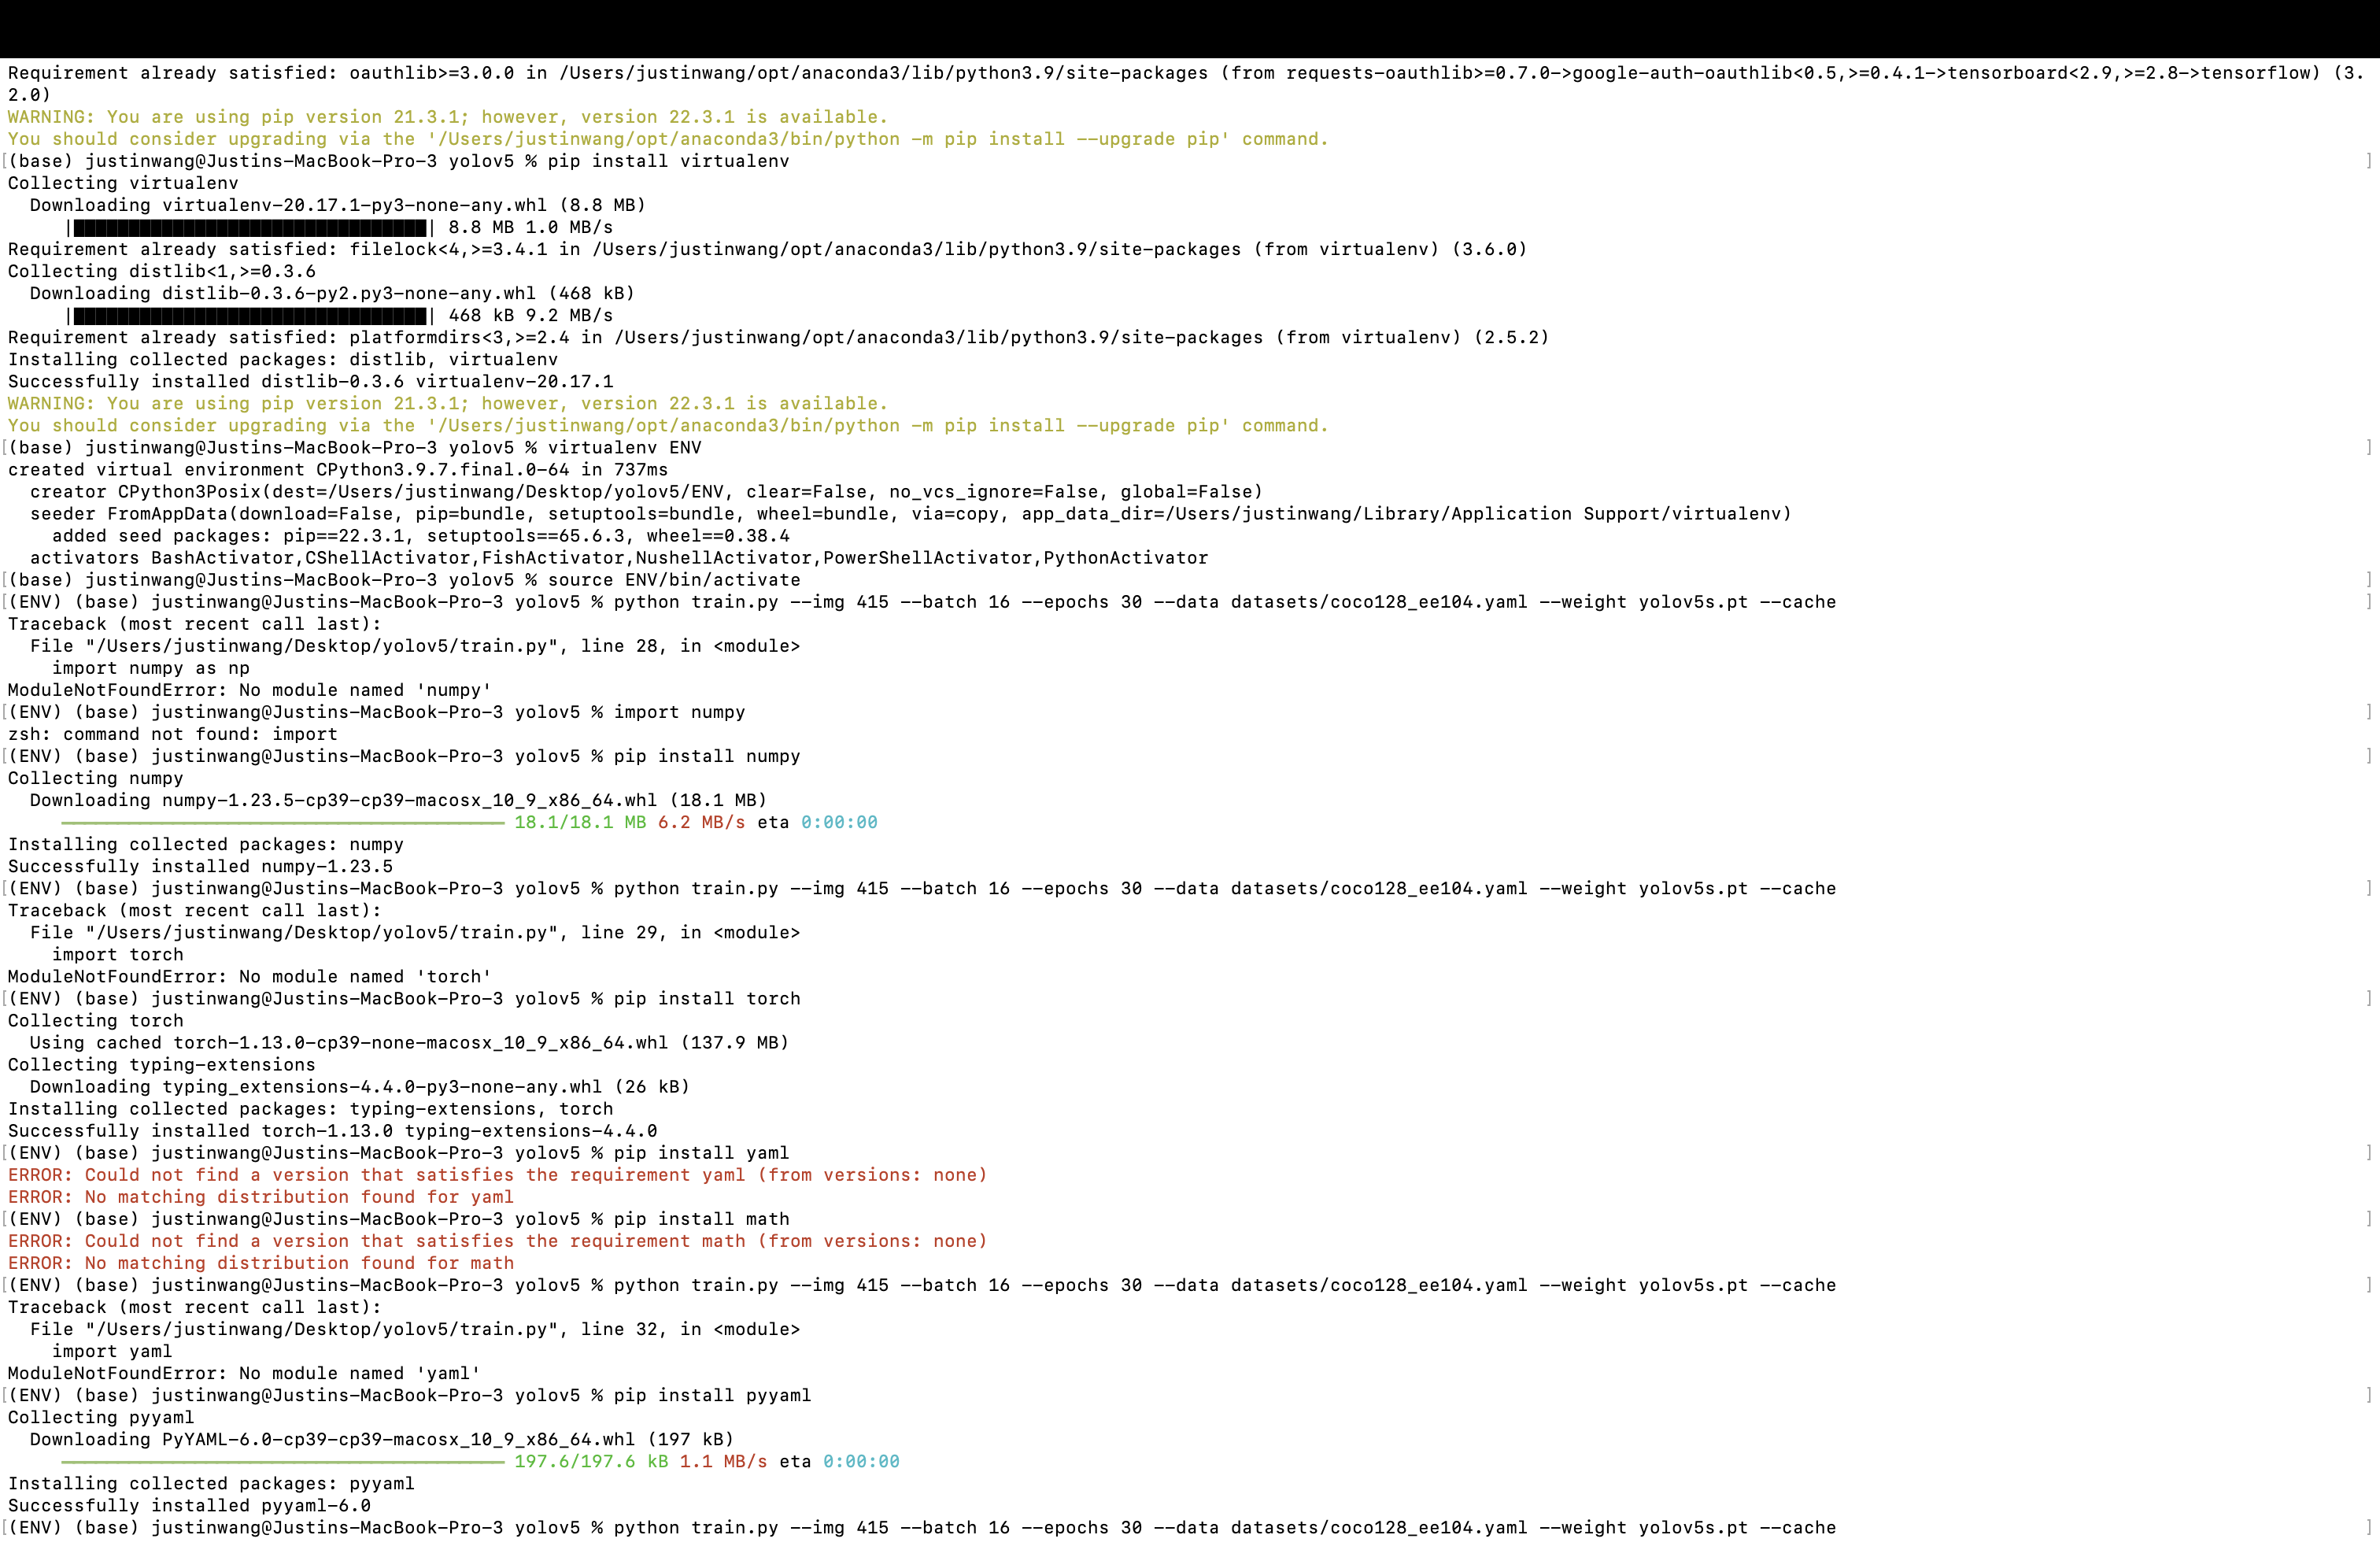 Requirement already satisfied: oauthlib>=3.0.0 in /Users/justinwang/opt/anaconda3/lib/python3.9/site-packages (from requests-oauthlib>=0.7.0->google-auth-oauthlib<0.5,>=0.4.1->tensorboard<2.9,>=2.8->tensorflow) (3.
2.0)
WARNING: You are using pip version 21.3.1; however, version 22.3.1 is available.
You should consider upgrading via the '/Users/justinwang/opt/anaconda3/bin/python -m pip install --upgrade pip' command.
[(base) justinwang@Justins-MacBook-Pro-3 yolov5 % pip install virtualenv ]
Collecting virtualenv
  Downloading virtualenv-20.17.1-py3-none-any.whl (8.8 MB)
     |████████████████████████████████| 8.8 MB 1.0 MB/s
Requirement already satisfied: filelock<4,>=3.4.1 in /Users/justinwang/opt/anaconda3/lib/python3.9/site-packages (from virtualenv) (3.6.0)
Collecting distlib<1,>=0.3.6
  Downloading distlib-0.3.6-py2.py3-none-any.whl (468 kB)
     |████████████████████████████████| 468 kB 9.2 MB/s
Requirement already satisfied: platformdirs<3,>=2.4 in /Users/justinwang/opt/anaconda3/lib/python3.9/site-packages (from virtualenv) (2.5.2)
Installing collected packages: distlib, virtualenv
Successfully installed distlib-0.3.6 virtualenv-20.17.1
WARNING: You are using pip version 21.3.1; however, version 22.3.1 is available.
You should consider upgrading via the '/Users/justinwang/opt/anaconda3/bin/python -m pip install --upgrade pip' command.
[(base) justinwang@Justins-MacBook-Pro-3 yolov5 % virtualenv ENV ]
created virtual environment CPython3.9.7.final.0-64 in 737ms
  creator CPython3Posix(dest=/Users/justinwang/Desktop/yolov5/ENV, clear=False, no_vcs_ignore=False, global=False)
  seeder FromAppData(download=False, pip=bundle, setuptools=bundle, wheel=bundle, via=copy, app_data_dir=/Users/justinwang/Library/Application Support/virtualenv)
    added seed packages: pip==22.3.1, setuptools==65.6.3, wheel==0.38.4
  activators BashActivator,CShellActivator,FishActivator,NushellActivator,PowerShellActivator,PythonActivator
[(base) justinwang@Justins-MacBook-Pro-3 yolov5 % source ENV/bin/activate ]
[(ENV) (base) justinwang@Justins-MacBook-Pro-3 yolov5 % python train.py --img 415 --batch 16 --epochs 30 --data datasets/coco128_ee104.yaml --weight yolov5s.pt --cache ]
Traceback (most recent call last):
  File "/Users/justinwang/Desktop/yolov5/train.py", line 28, in <module>
    import numpy as np
ModuleNotFoundError: No module named 'numpy'
[(ENV) (base) justinwang@Justins-MacBook-Pro-3 yolov5 % import numpy ]
zsh: command not found: import
[(ENV) (base) justinwang@Justins-MacBook-Pro-3 yolov5 % pip install numpy ]
Collecting numpy
  Downloading numpy-1.23.5-cp39-cp39-macosx_10_9_x86_64.whl (18.1 MB)
     ━━━━━━━━━━━━━━━━━━━━━━━━━━━━━━━━━━━━━━━━ 18.1/18.1 MB 6.2 MB/s eta 0:00:00
Installing collected packages: numpy
Successfully installed numpy-1.23.5
[(ENV) (base) justinwang@Justins-MacBook-Pro-3 yolov5 % python train.py --img 415 --batch 16 --epochs 30 --data datasets/coco128_ee104.yaml --weight yolov5s.pt --cache ]
Traceback (most recent call last):
  File "/Users/justinwang/Desktop/yolov5/train.py", line 29, in <module>
    import torch
ModuleNotFoundError: No module named 'torch'
[(ENV) (base) justinwang@Justins-MacBook-Pro-3 yolov5 % pip install torch ]
Collecting torch
  Using cached torch-1.13.0-cp39-none-macosx_10_9_x86_64.whl (137.9 MB)
Collecting typing-extensions
  Downloading typing_extensions-4.4.0-py3-none-any.whl (26 kB)
Installing collected packages: typing-extensions, torch
Successfully installed torch-1.13.0 typing-extensions-4.4.0
[(ENV) (base) justinwang@Justins-MacBook-Pro-3 yolov5 % pip install yaml ]
ERROR: Could not find a version that satisfies the requirement yaml (from versions: none)
ERROR: No matching distribution found for yaml
[(ENV) (base) justinwang@Justins-MacBook-Pro-3 yolov5 % pip install math ]
ERROR: Could not find a version that satisfies the requirement math (from versions: none)
ERROR: No matching distribution found for math
[(ENV) (base) justinwang@Justins-MacBook-Pro-3 yolov5 % python train.py --img 415 --batch 16 --epochs 30 --data datasets/coco128_ee104.yaml --weight yolov5s.pt --cache ]
Traceback (most recent call last):
  File "/Users/justinwang/Desktop/yolov5/train.py", line 32, in <module>
    import yaml
ModuleNotFoundError: No module named 'yaml'
[(ENV) (base) justinwang@Justins-MacBook-Pro-3 yolov5 % pip install pyyaml ]
Collecting pyyaml
  Downloading PyYAML-6.0-cp39-cp39-macosx_10_9_x86_64.whl (197 kB)
     ━━━━━━━━━━━━━━━━━━━━━━━━━━━━━━━━━━━━━━━━ 197.6/197.6 kB 1.1 MB/s eta 0:00:00
Installing collected packages: pyyaml
Successfully installed pyyaml-6.0
[(ENV) (base) justinwang@Justins-MacBook-Pro-3 yolov5 % python train.py --img 415 --batch 16 --epochs 30 --data datasets/coco128_ee104.yaml --weight yolov5s.pt --cache ]